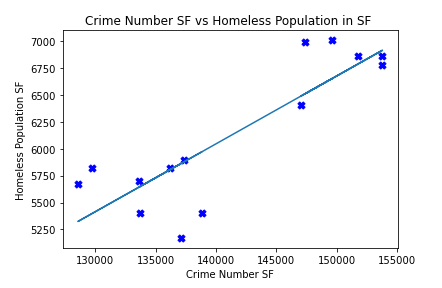 Crime Number SF vs Homeless Population in SF
7000
6750
6500
6250
6000
5750
5500
5250
Homeless Population SF
130000 135000 140000 145000 150000 155000
Crime Number SF